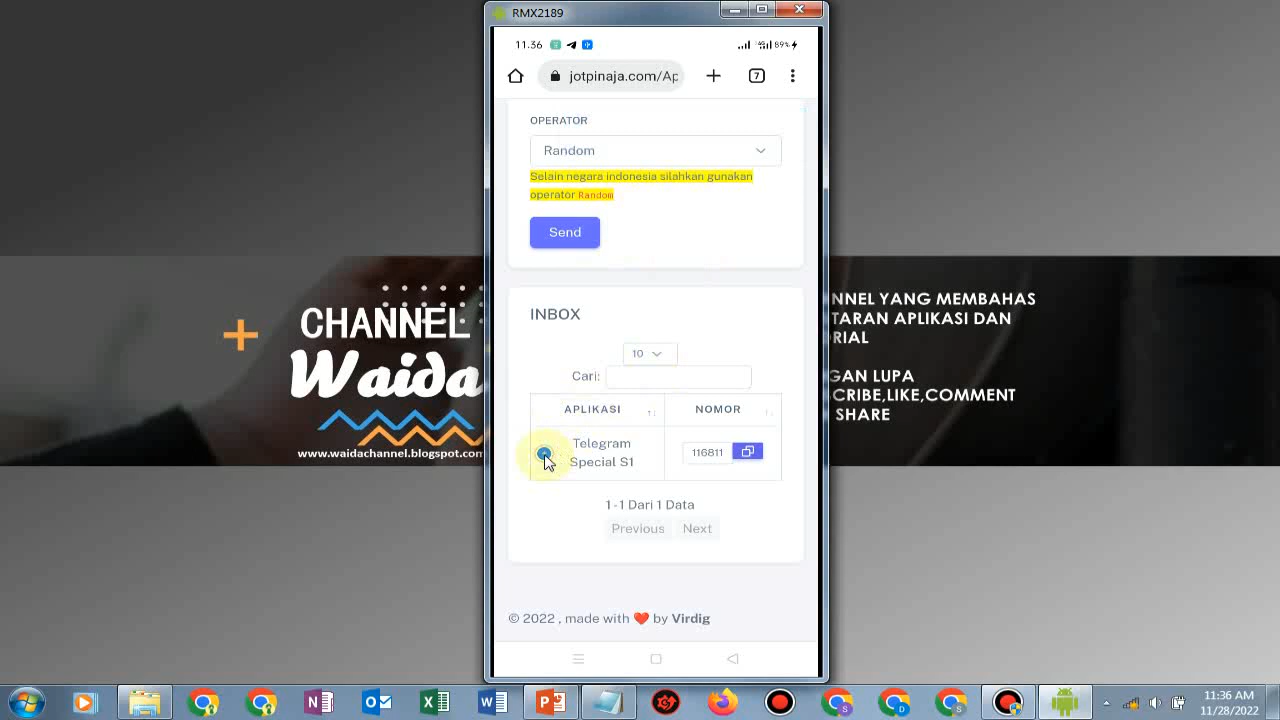 RMX2189
11.36
4G
89%
jotpinaja.com/Ap
7
OPERATOR
Random
Selain negara indonesia silahkan gunakan
operator Random
Send
INBOX
10
Cari:
APLIKASI
NOMOR
Telegram
Special S1
116811
1 - 1 Dari 1 Data
Previous
Next
© 2022 , made with ❤️ by Virdig
CHANNEL
Waida
www.waidachannel.blogspot.com
NNEL YANG MEMBAHAS
TARAN APLIKASI DAN
RIAL
GAN LUPA
CRIBE,LIKE,COMMENT
SHARE
11:36 AM
11/28/2022